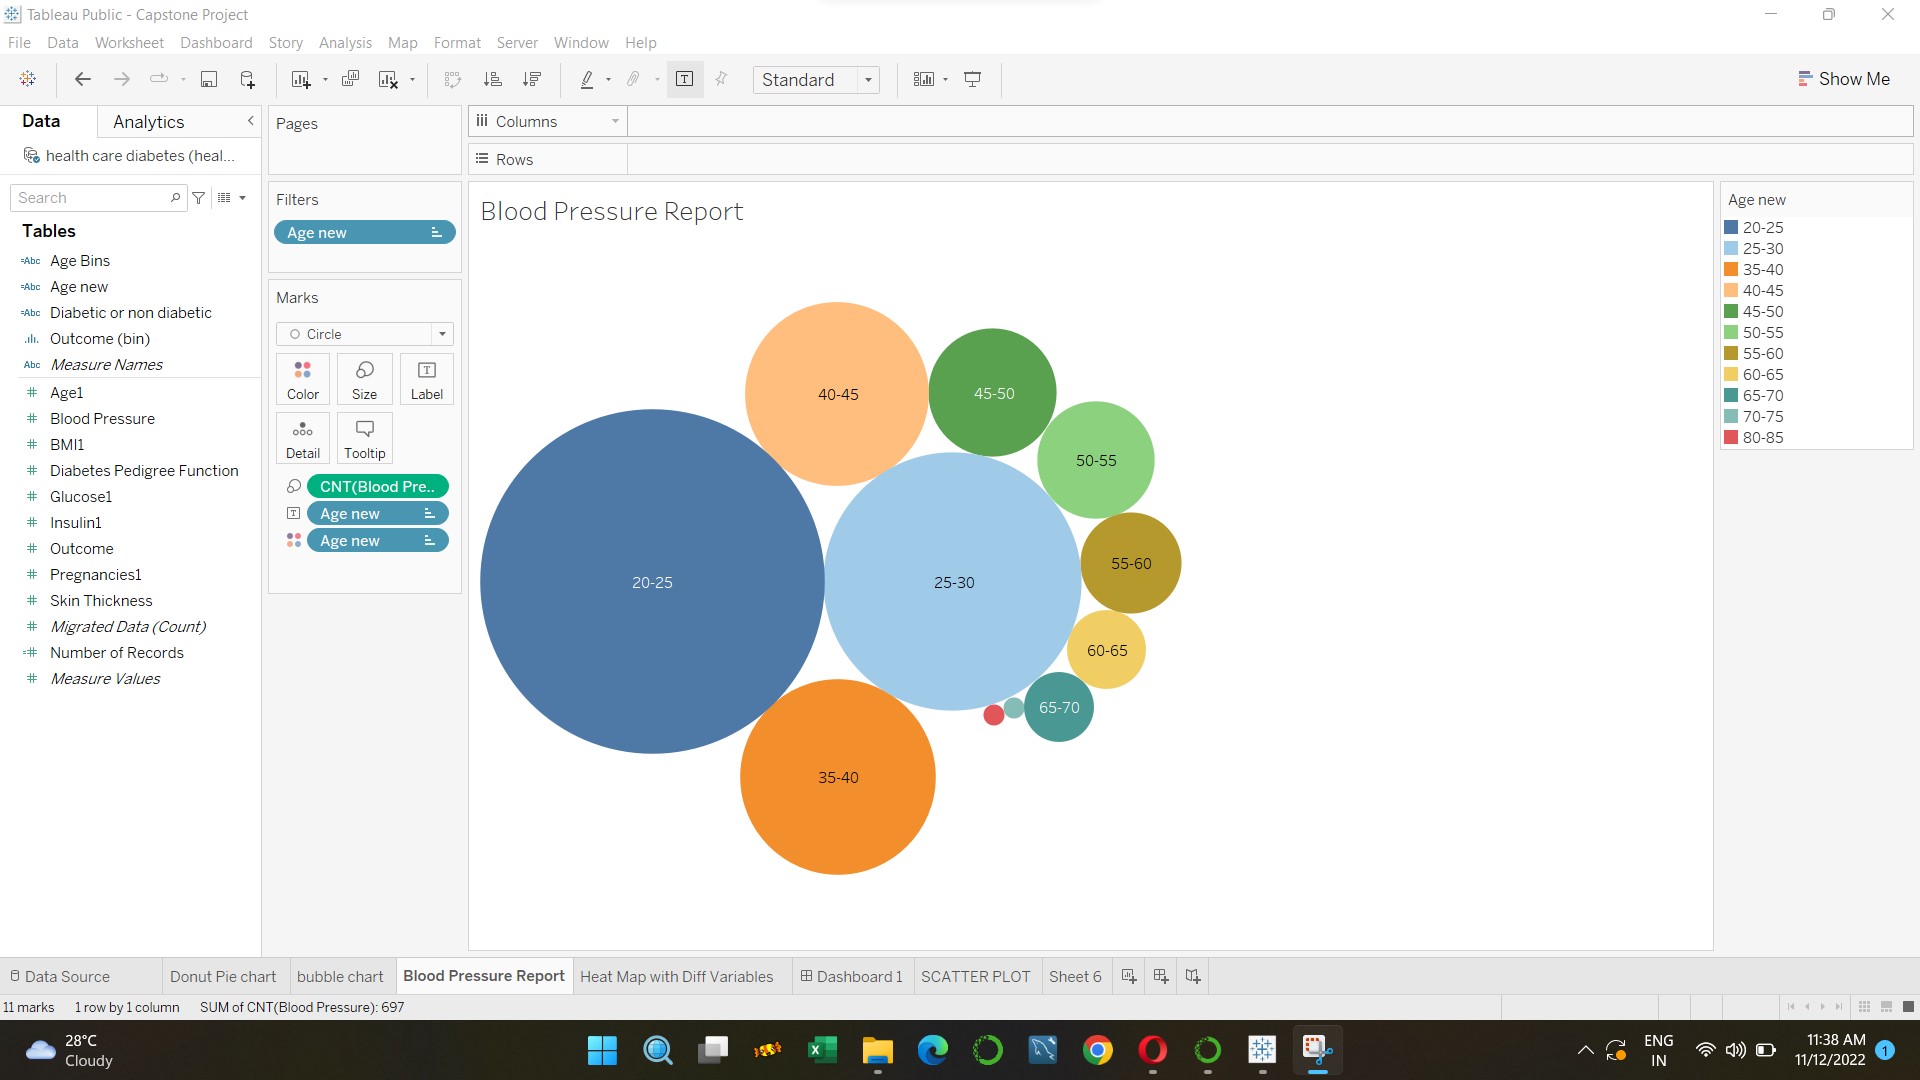 Tableau Public - Capstone Project
File Data Worksheet Dashboard Story Analysis Map Format Server Window Help
Standard
Show Me
Data Analytics
health care diabetes (heal...
Search
Tables
=Abc Age Bins
=Abc Age new
=Abc Diabetic or non diabetic
Outcome (bin)
Abc Measure Names
# Age1
# Blood Pressure
# BMI1
# Diabetes Pedigree Function
# Glucose1
# Insulin1
# Outcome
# Pregnancies1
# Skin Thickness
# Migrated Data (Count)
=# Number of Records
# Measure Values
Pages
Filters
Age new
Marks
Circle
Color Size Label
Detail Tooltip
CNT(Blood Pre..
Age new
Age new
Columns
Rows
Blood Pressure Report
40-45
45-50
50-55
55-60
20-25
25-30
60-65
65-70
35-40
Age new
20-25
25-30
35-40
40-45
45-50
50-55
55-60
60-65
65-70
70-75
80-85
Data Source Donut Pie chart bubble chart Blood Pressure Report Heat Map with Diff Variables Dashboard 1 SCATTER PLOT Sheet 6
11 marks 1 row by 1 column SUM of CNT(Blood Pressure): 697
28°C
Cloudy
ENG
IN
11:38 AM
11/12/2022
1